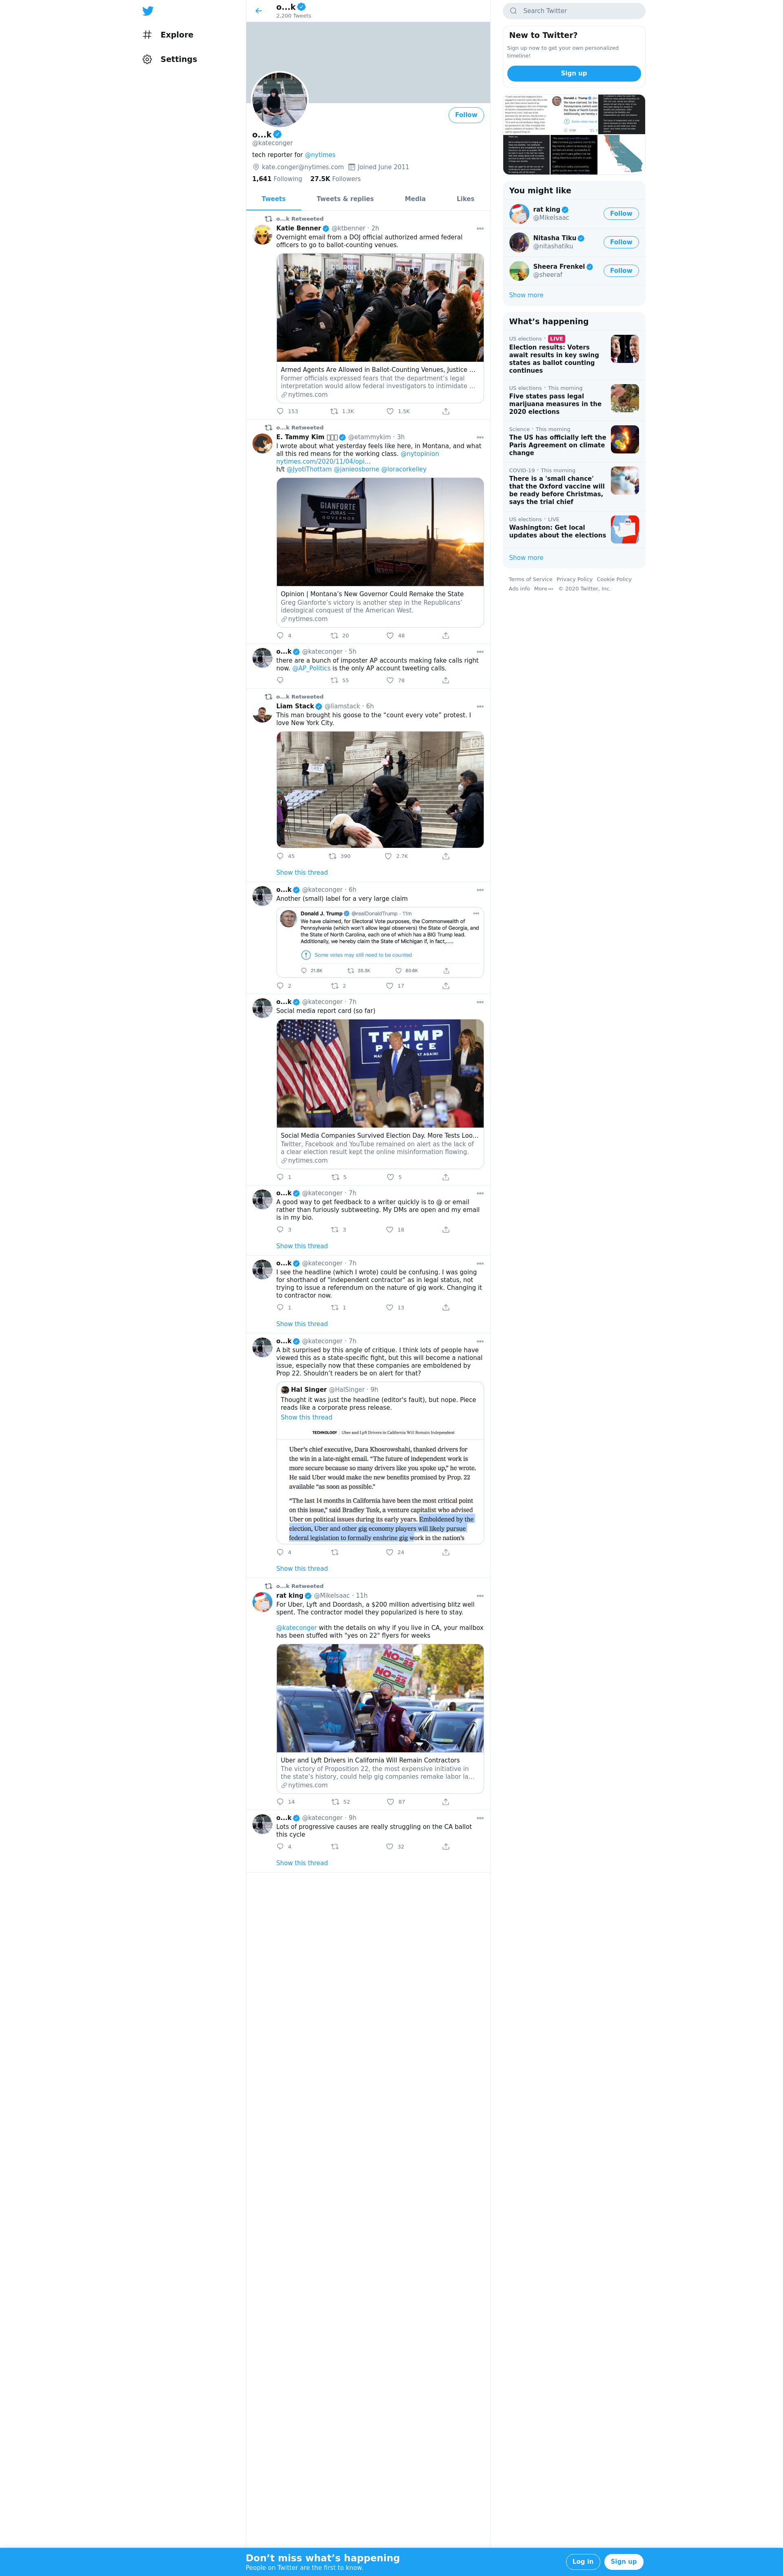 Explore
Settings
o...k
2,200 Tweets
Follow
o...k
@kateconger
tech reporter for @nytimes
kate.conger@nytimes.com Joined June 2011
1,641 Following 27.5K Followers
Tweets Tweets & replies Media Likes
o...k Retweeted
Katie Benner @ktbenner · 2h
Overnight email from a DOJ official authorized armed federal
officers to go to ballot-counting venues.
Armed Agents Are Allowed in Ballot-Counting Venues, Justice ...
Former officials expressed fears that the department's legal
interpretation would allow federal investigators to intimidate ...
nytimes.com
153 1.3K 1.5K
o...k Retweeted
E. Tammy Kim @etammykim · 3h
I wrote about what yesterday feels like here, in Montana, and what
all this red means for the working class. @nytopinion
nytimes.com/2020/11/04/opi...
h/t @JyotiThottam @janieosborne @loracorkelley
GIANFORTE
JURAS
GOVERNOR
Opinion | Montana's New Governor Could Remake the State
Greg Gianforte's victory is another step in the Republicans'
ideological conquest of the American West.
nytimes.com
4 20 48
o...k @kateconger · 5h
there are a bunch of imposter AP accounts making fake calls right
now. @AP_Politics is the only AP account tweeting calls.
55 78
o...k Retweeted
Liam Stack @liamstack · 6h
This man brought his goose to the “count every vote” protest. I
love New York City.
45 390 2.7K
Show this thread
o...k @kateconger · 6h
Another (small) label for a very large claim
Donald J. Trump @realDonaldTrump · 11m
We have claimed, for Electoral Vote purposes, the Commonwealth of
Pennsylvania (which won't allow legal observers) the State of Georgia, and
the State of North Carolina, each one of which has a BIG Trump lead.
Additionally, we hereby claim the State of Michigan if, in fact,.....
Some votes may still need to be counted
2 2 17
o...k @kateconger · 7h
Social media report card (so far)
TRUMP
PENCE
Social Media Companies Survived Election Day. More Tests Loo...
Twitter, Facebook and YouTube remained on alert as the lack of
a clear election result kept the online misinformation flowing.
nytimes.com
1 5 5
o...k @kateconger · 7h
A good way to get feedback to a writer quickly is to @ or email
rather than furiously subtweeting. My DMs are open and my email
is in my bio.
3 3 18
Show this thread
o...k @kateconger · 7h
I see the headline (which I wrote) could be confusing. I was going
for shorthand of "independent contractor" as in legal status, not
trying to issue a referendum on the nature of gig work. Changing it
to contractor now.
1 1 13
Show this thread
o...k @kateconger · 7h
A bit surprised by this angle of critique. I think lots of people have
viewed this as a state-specific fight, but this will become a national
issue, especially now that these companies are emboldened by
Prop 22. Shouldn't readers be on alert for that?
Hal Singer @HalSinger · 9h
Thought it was just the headline (editor's fault), but nope. Piece
reads like a corporate press release.
Show this thread
TECHNOLOGY | Uber and Lyft Drivers in California Will Remain Independent
Uber's chief executive, Dara Khosrowshahi, thanked drivers for
the win in a late-night email. “The future of independent work is
more secure because so many drivers like you spoke up,” he wrote.
He said Uber would make the new benefits promised by Prop. 22
available “as soon as possible.”
“The last 14 months in California have been the most critical point
on this issue,” said Bradley Tusk, a venture capitalist who advised
Uber on political issues during its early years. Emboldened by the
election, Uber and other gig economy players will likely pursue
federal legislation to formally enshrine gig work in the nation's
4 24
Show this thread
o...k Retweeted
rat king @MikeIsaac · 11h
For Uber, Lyft and Doordash, a $200 million advertising blitz well
spent. The contractor model they popularized is here to stay.
@kateconger with the details on why if you live in CA, your mailbox
has been stuffed with "yes on 22" flyers for weeks
Uber and Lyft Drivers in California Will Remain Contractors
The victory of Proposition 22, the most expensive initiative in
the state's history, could help gig companies remake labor la...
nytimes.com
14 52 87
o...k @kateconger · 9h
Lots of progressive causes are really struggling on the CA ballot
this cycle
4 32
Show this thread
Search Twitter
New to Twitter?
Sign up now to get your own personalized
timeline!
Sign up
You might like
rat king
@MikeIsaac
Follow
Nitasha Tiku
@nitashatiku
Follow
Sheera Frenkel
@sheeraf
Follow
Show more
What's happening
US elections · LIVE
Election results: Voters
await results in key swing
states as ballot counting
continues
US elections · This morning
Five states pass legal
marijuana measures in the
2020 elections
Science · This morning
The US has officially left the
Paris Agreement on climate
change
COVID-19 · This morning
There is a 'small chance'
that the Oxford vaccine will
be ready before Christmas,
says the trial chief
US elections · LIVE
Washington: Get local
updates about the elections
Show more
Terms of Service Privacy Policy Cookie Policy
Ads info More © 2020 Twitter, Inc.
Don't miss what's happening
People on Twitter are the first to know.
Log in
Sign up